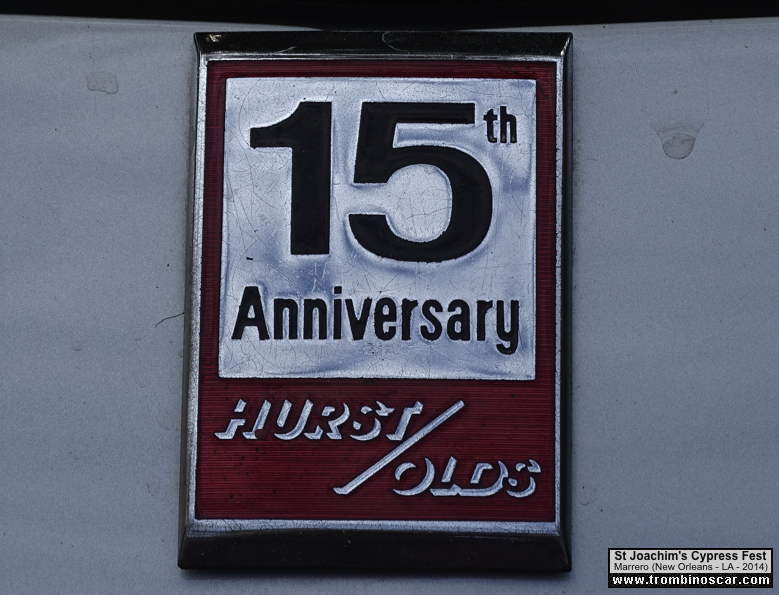 15th
Anniversary
HURST/
OLDS
St Joachim's Cypress Fest
Marrero (New Orleans - LA - 2014)
www.trombinoscar.com